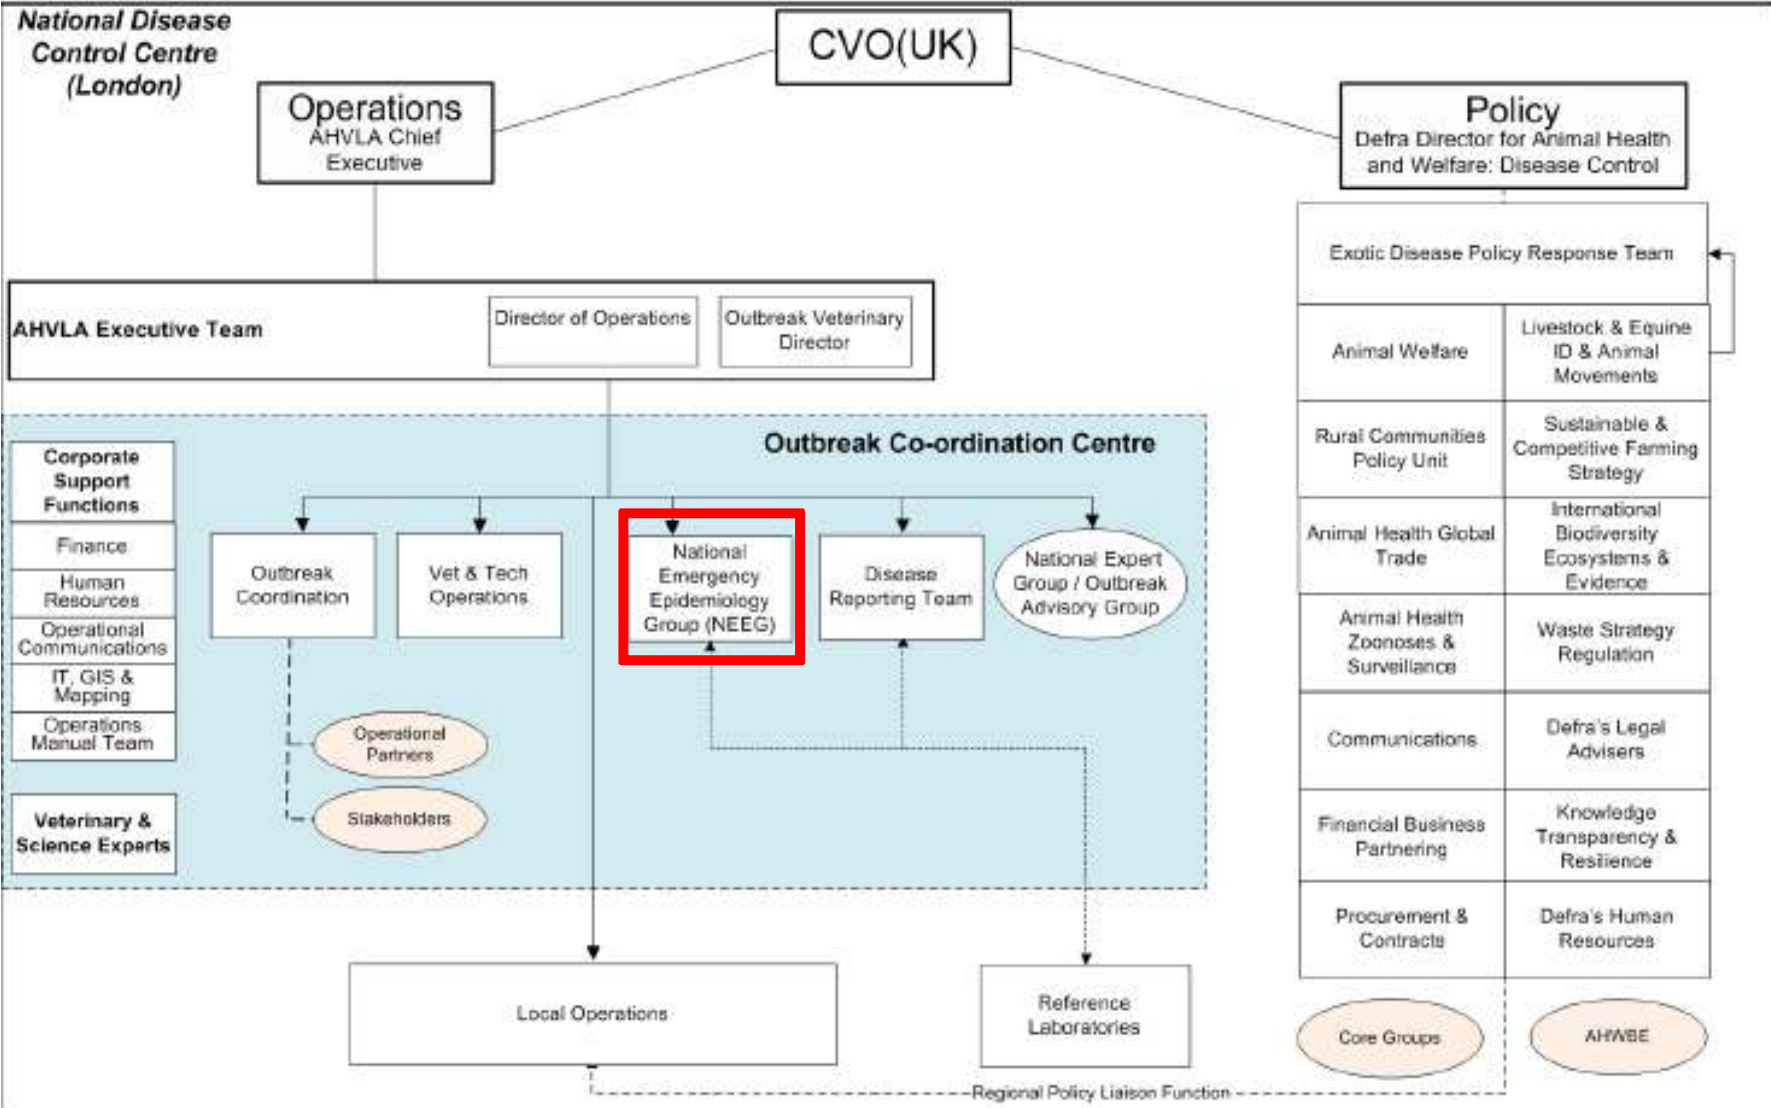 National Disease
Control Centre
(London)
CVO(UK)
Operations
AHVLA Chief
Executive
Policy
Defra Director for Animal Health
and Welfare: Disease Control
Exotic Disease Policy Response Team
AHVLA Executive Team
Director of Operations
Outbreak Veterinary
Director
Animal Welfare
Livestock & Equine
ID & Animal
Movements
Rural Communities
Policy Unit
Sustainable &
Competitive Farming
Strategy
Animal Health Global
Trade
International
Biodiversity
Ecosystems &
Evidence
Animal Health
Zoonoses &
Surveillance
Waste Strategy
Regulation
Communications
Defra's Legal
Advisers
Financial Business
Partnering
Knowledge
Transparency &
Resilience
Procurement &
Contracts
Defra's Human
Resources
Core Groups
AHWBE
Outbreak Co-ordination Centre
Corporate
Support
Functions
Finance
Human
Resources
Operational
Communications
IT, GIS &
Mapping
Operations
Manual Team
Veterinary &
Science Experts
Outbreak
Coordination
Vet & Tech
Operations
National
Emergency
Epidemiology
Group (NEEG)
Disease
Reporting Team
National Expert
Group / Outbreak
Advisory Group
Operational
Partners
Stakeholders
Local Operations
Reference
Laboratories
Regional Policy Liaison Function